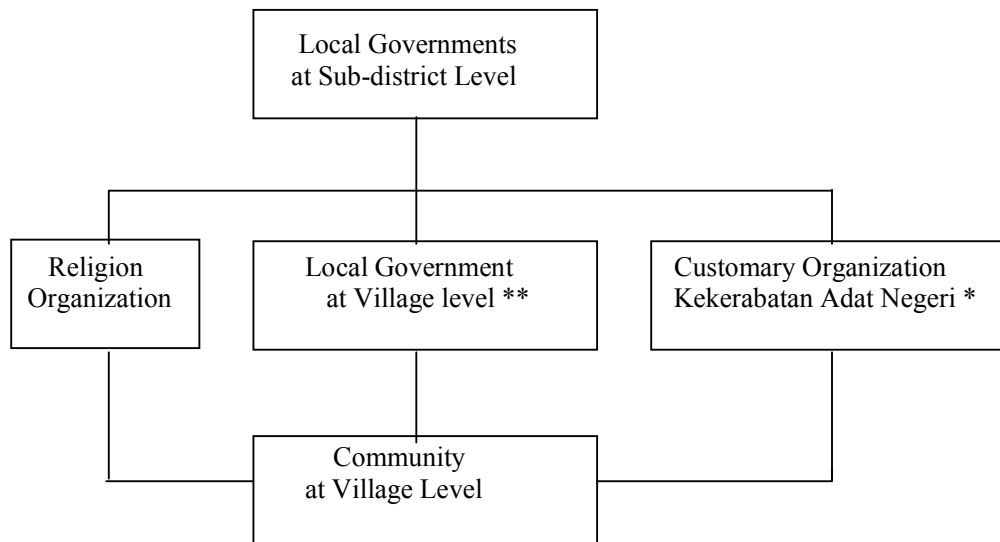 Local Governments
at Sub-district Level
Religion
Organization
Local Government
at Village level **
Customary Organization
Kekerabatan Adat Negeri *
Community
at Village Level